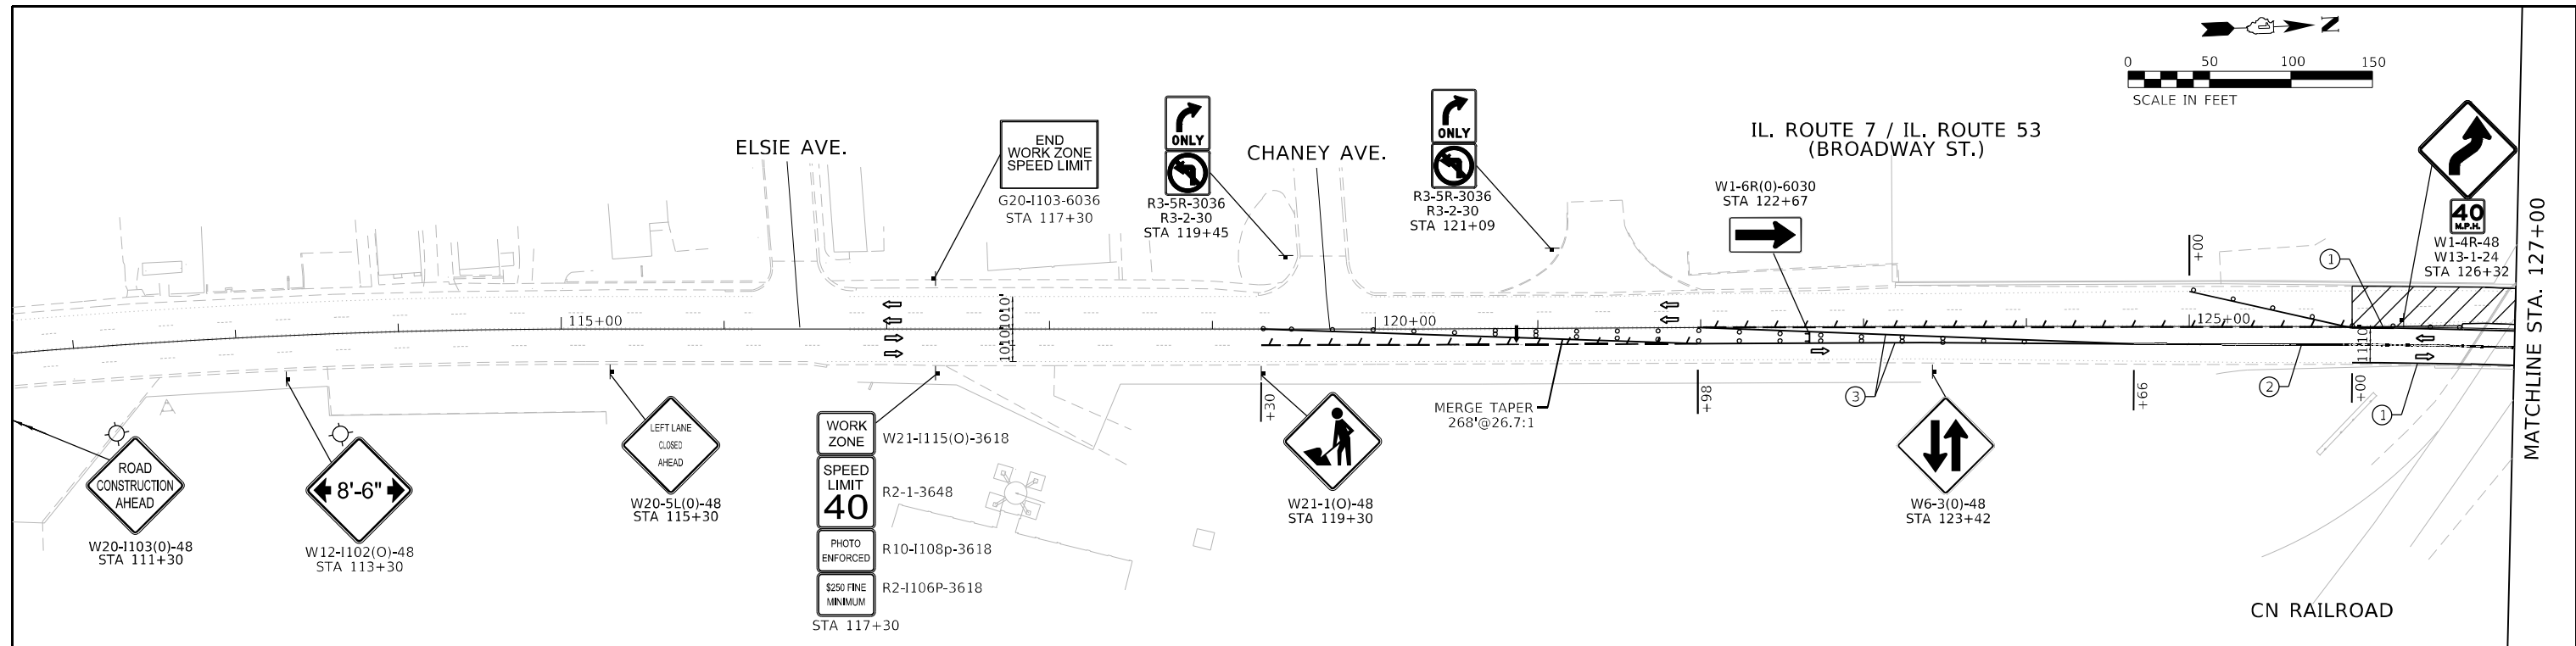 N
0 50 100 150
SCALE IN FEET
ELSIE AVE.
END
WORK ZONE
SPEED LIMIT
G20-I103-6036
STA 117+30
ONLY
R3-5R-3036
R3-2-30
STA 119+45
CHANEY AVE.
ONLY
R3-5R-3036
R3-2-30
STA 121+09
IL. ROUTE 7 / IL. ROUTE 53
(BROADWAY ST.)
W1-6R(0)-6030
STA 122+67
40
M.P.H.
W1-4R-48
W13-1-24
STA 126+32
MATCHLINE STA. 127+00
+00
1
115+00
120+00
125+00
10'
10'
10'
10'
11'
10'
+30
+98
+66
+00
MERGE TAPER
268'@26.7:1
3
2
1
ROAD
CONSTRUCTION
AHEAD
W20-I103(0)-48
STA 111+30
8'-6"
W12-I102(O)-48
STA 113+30
LEFT LANE
CLOSED
AHEAD
W20-5L(0)-48
STA 115+30
WORK
ZONE
W21-I115(O)-3618
SPEED
LIMIT
40
R2-1-3648
PHOTO
ENFORCED
R10-I108p-3618
$250 FINE
MINIMUM
R2-I106P-3618
STA 117+30
W21-1(O)-48
STA 119+30
W6-3(0)-48
STA 123+42
CN RAILROAD